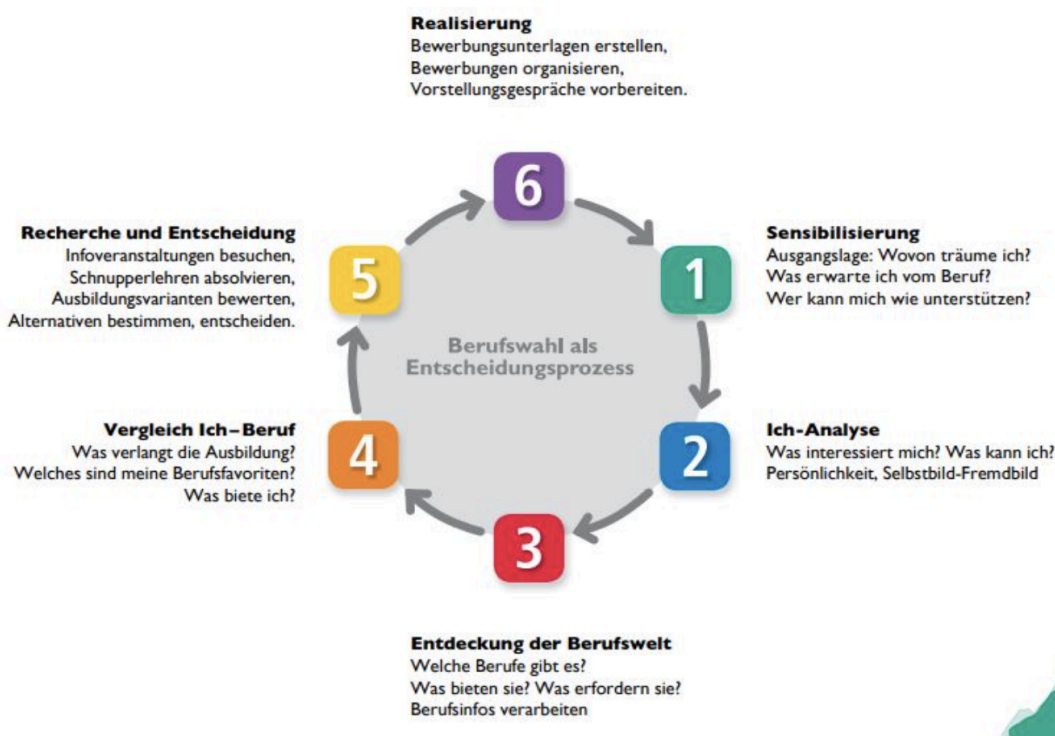 Realisierung
Bewerbungsunterlagen erstellen,
Bewerbungen organisieren,
Vorstellungsgespräche vorbereiten.
6
Recherche und Entscheidung
Infoveranstaltungen besuchen,
Schnupperlehren absolvieren,
Ausbildungsvarianten bewerten,
Alternativen bestimmen, entscheiden.
5
1
Sensibilisierung
Ausgangslage: Wovon träume ich?
Was erwarte ich vom Beruf?
Wer kann mich wie unterstützen?
Berufswahl als
Entscheidungsprozess
Vergleich Ich–Beruf
Was verlangt die Ausbildung?
Welches sind meine Berufsfavoriten?
Was biete ich?
4
2
Ich-Analyse
Was interessiert mich? Was kann ich?
Persönlichkeit, Selbstbild-Fremdbild
3
Entdeckung der Berufswelt
Welche Berufe gibt es?
Was bieten sie? Was erfordern sie?
Berufsinfos verarbeiten